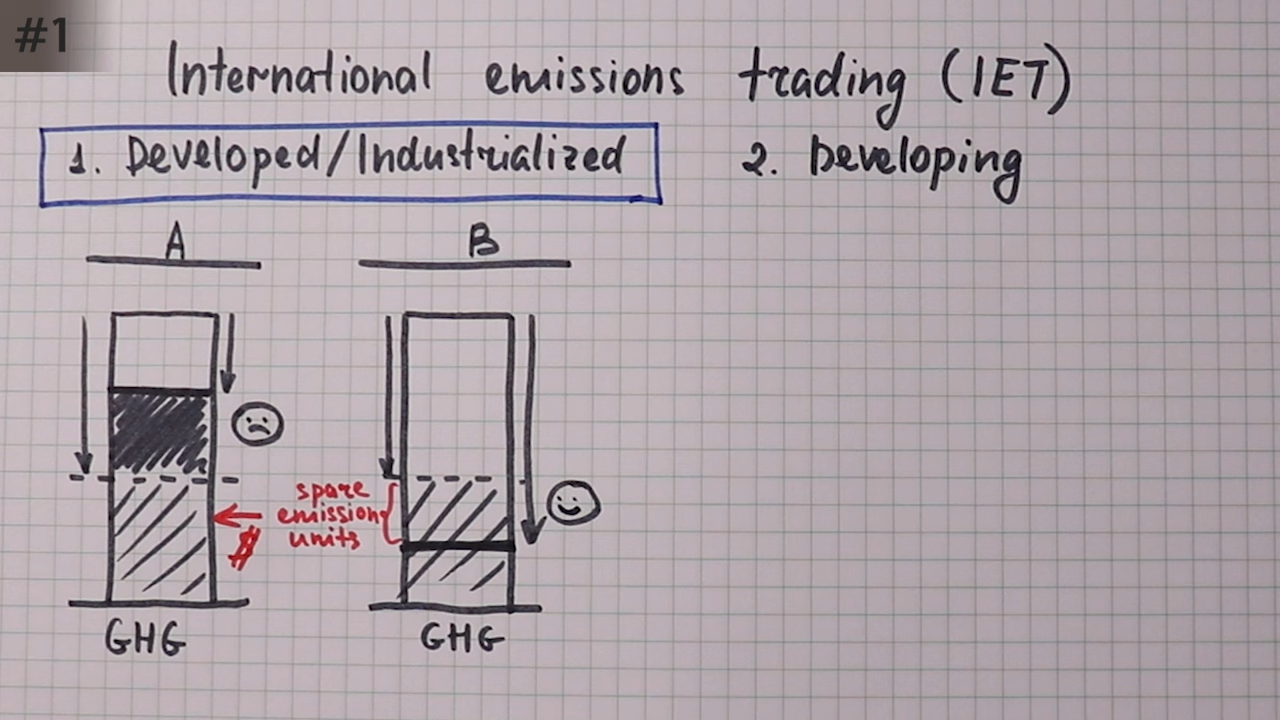 #1
International emissions trading (IET)
1. Developed/Industrialized
2. Developing
A
B
spare
emission
units
$
GHG
GHG